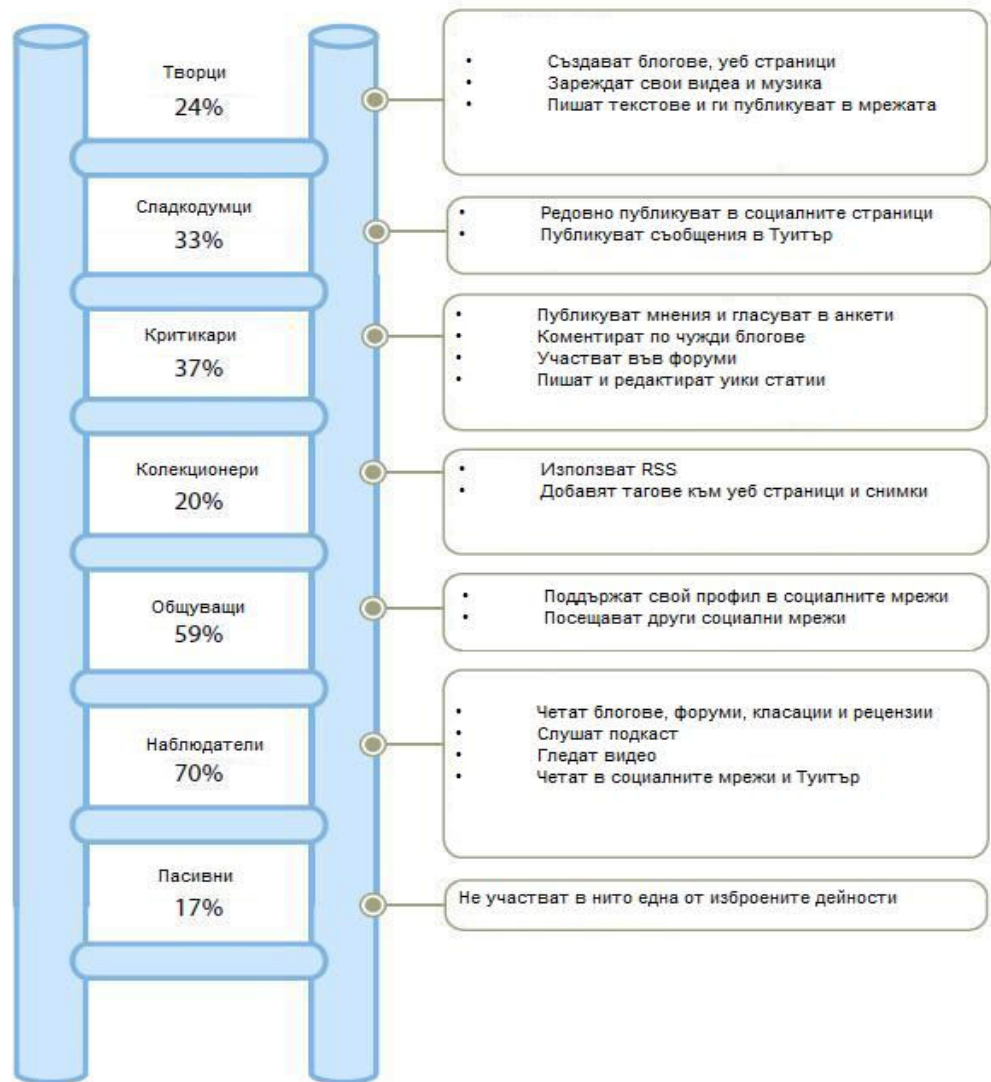 Творци
24%
• Създават блогове, уеб страници
• Зареждат свои видеа и музика
• Пишат текстове и ги публикуват в мрежата
Сладкодумци
33%
• Редовно публикуват в социалните страници
• Публикуват съобщения в Туитър
Критикари
37%
• Публикуват мнения и гласуват в анкети
• Коментират по чужди блогове
• Участват във форуми
• Пишат и редактират уики статии
Колекционери
20%
• Използват RSS
• Добавят тагове към уеб страници и снимки
Общуващи
59%
• Поддържат свой профил в социалните мрежи
• Посещават други социални мрежи
Наблюдатели
70%
• Четат блогове, форуми, класации и рецензии
• Слушат подкаст
• Гледат видео
• Четат в социалните мрежи и Туитър
Пасивни
17%
Не участват в нито една от изброените дейности